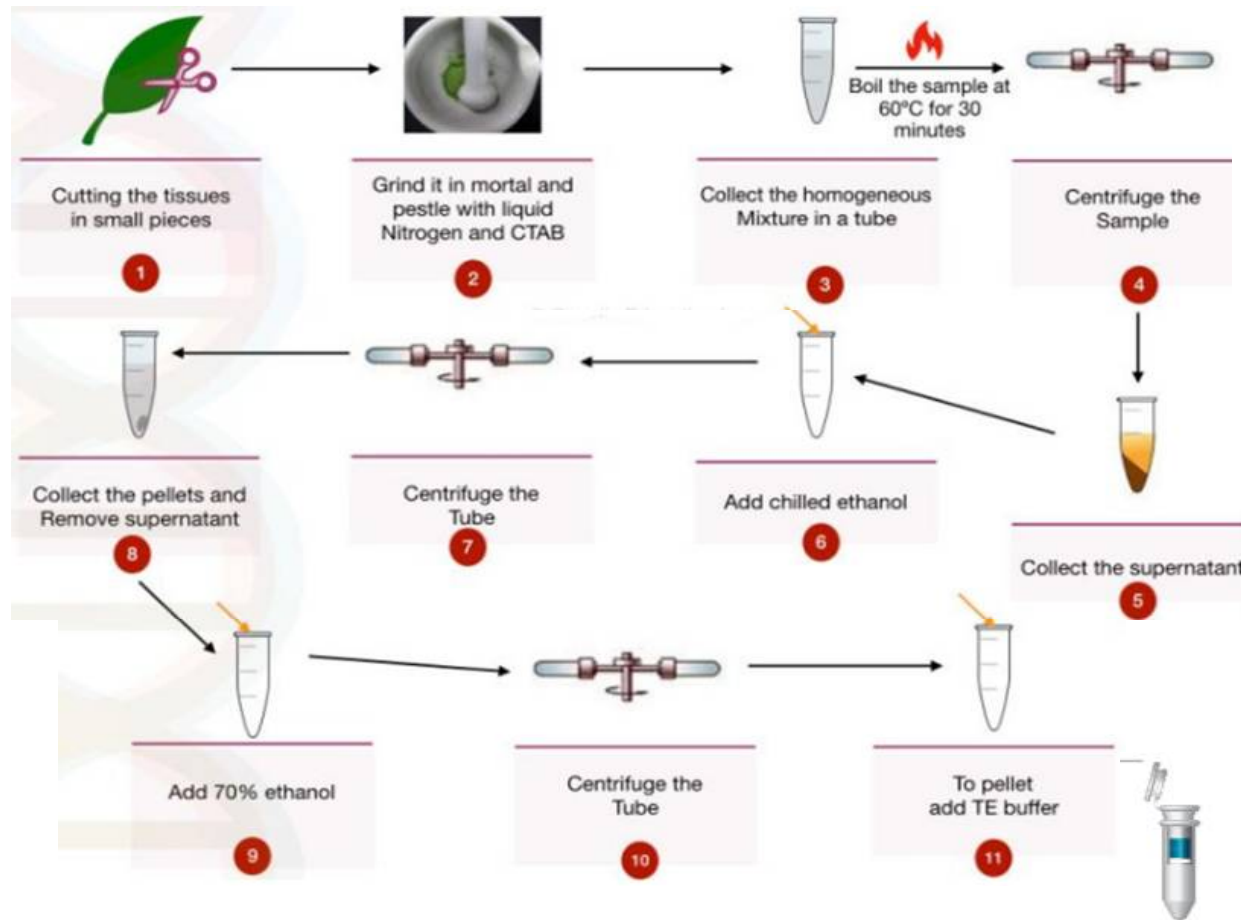 Boil the sample at
60°C for 30
minutes
Cutting the tissues
in small pieces
1
Grind it in mortal and
pestle with liquid
Nitrogen and CTAB
2
Collect the homogeneous
Mixture in a tube
3
Centrifuge the
Sample
4
Collect the supernatant
5
Add chilled ethanol
6
Centrifuge the
Tube
7
Collect the pellets and
Remove supernatant
8
Add 70% ethanol
9
Centrifuge the
Tube
10
To pellet
add TE buffer
11